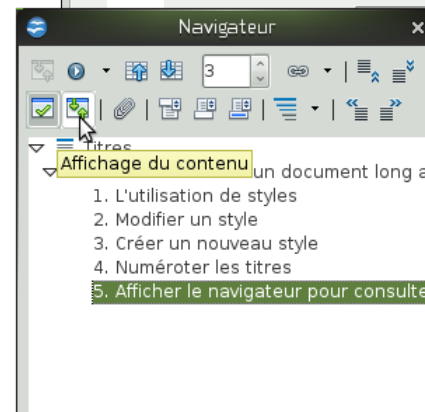 Navigateur
3
Titres
Affichage du contenu
un document long a
1. L'utilisation de styles
2. Modifier un style
3. Créer un nouveau style
4. Numéroter les titres
5. Afficher le navigateur pour consulte